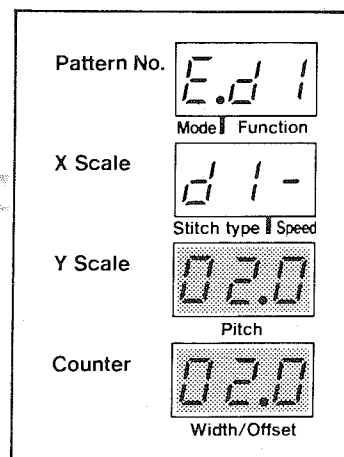 Pattern No. E.d 1
Mode Function
X Scale d 1 -
Stitch type Speed
Y Scale 02.0
Pitch
Counter 02.0
Width/Offset